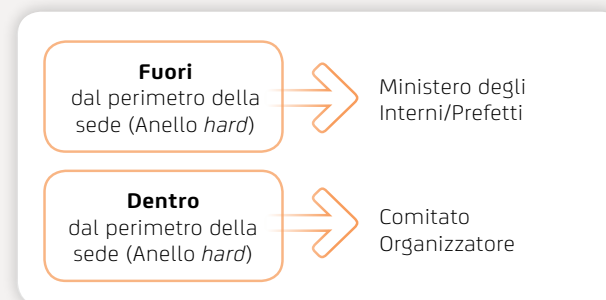 Fuori
dal perimetro della
sede (Anello hard)
Ministero degli
Interni/Prefetti
Dentro
dal perimetro della
sede (Anello hard)
Comitato
Organizzatore